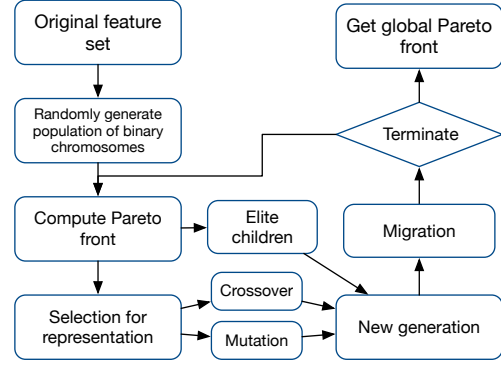 Original feature
set
Get global Pareto
front
Randomly generate
population of binary
chromosomes
Terminate
Compute Pareto
front
Elite
children
Migration
Selection for
representation
Crossover
Mutation
New generation